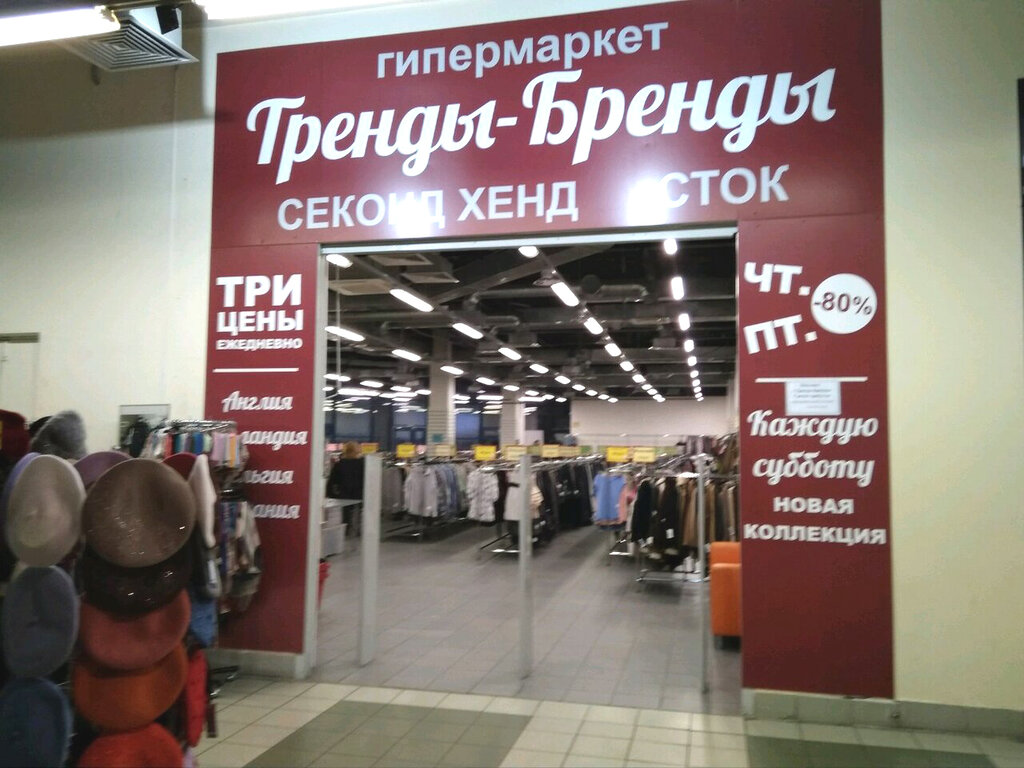 гипермаркет
Тренды-Бренды
СЕКОНД ХЕНД СТОК
ТРИ
ЦЕНЫ
ЕЖЕДНЕВНО
Англия
ЧТ.
ПТ.
-80%
Каждую
субботу
НОВАЯ
КОЛЛЕКЦИЯ